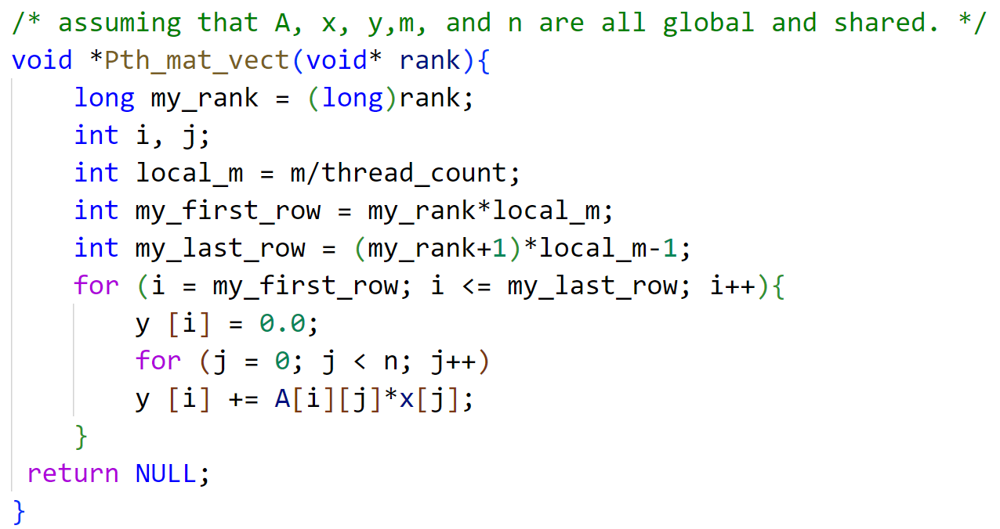 /* assuming that A, x, y,m, and n are all global and shared. */
void *Pth_mat_vect(void* rank){
    long my_rank = (long)rank;
    int i, j;
    int local_m = m/thread_count;
    int my_first_row = my_rank*local_m;
    int my_last_row = (my_rank+1)*local_m-1;
    for (i = my_first_row; i <= my_last_row; i++){
        y [i] = 0.0;
        for (j = 0; j < n; j++)
        y [i] += A[i][j]*x[j];
    }
 return NULL;
}